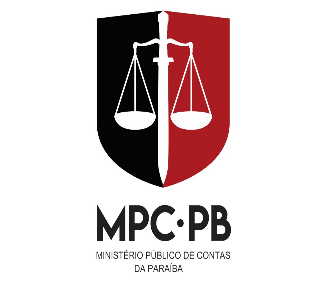 MPC·PB
MINISTÉRIO PÚBLICO DE CONTAS
DA PARAÍBA